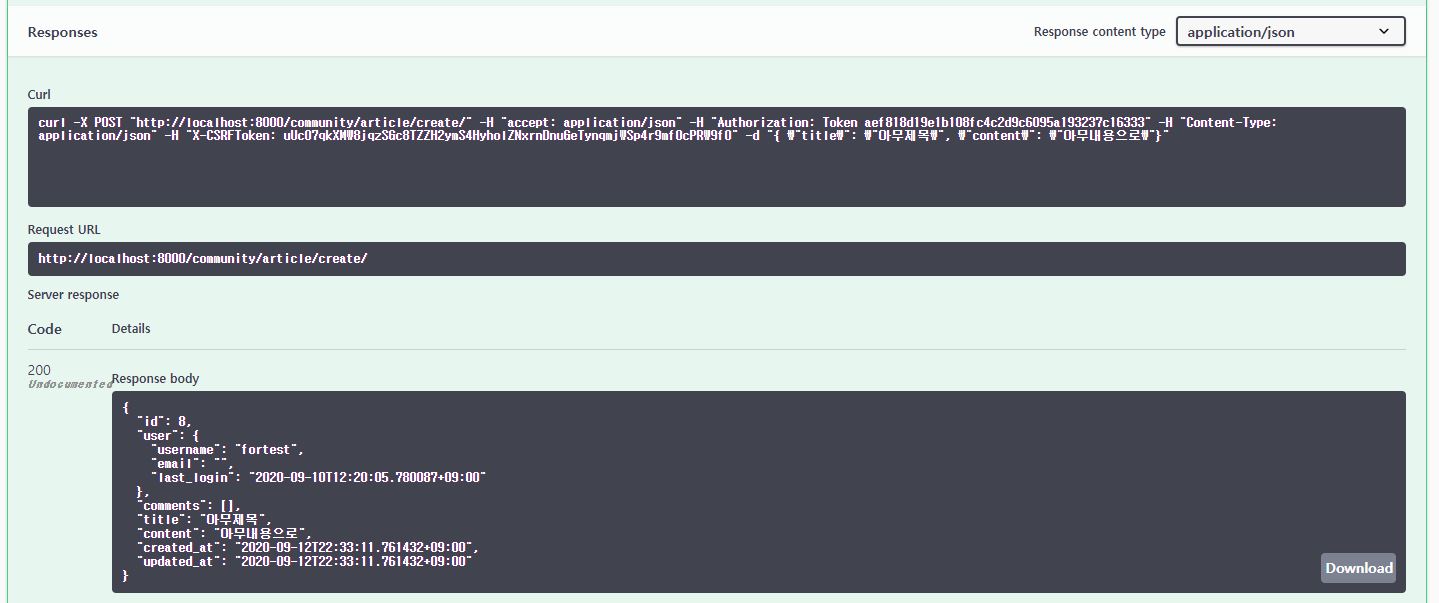 Responses
Response content type
application/json
Curl
curl -X POST "http://localhost:8000/community/article/create/" -H "accept: application/json" -H "Authorization: Token aef818d19e1b108fc4c2d9c6095a193237c16333" -H "Content-Type:
application/json" -H "X-CSRFToken: uUcO7qkXMW8jqzSGc8TZZH2ymS4HyholZNxrnDnuGeTynqmjWSp4r9mf0cPRW9f0" -d "{ ₩"title₩": ₩"아무제목₩", ₩"content₩": ₩"아무내용으로₩"}"
Request URL
http://localhost:8000/community/article/create/
Server response
Code Details
200
Undocumented
Response body
{
"id": 8,
"user": {
"username": "fortest",
"email": "",
"last_login": "2020-09-10T12:20:05.780087+09:00"
},
"comments": [],
"title": "아무제목",
"content": "아무내용으로",
"created_at": "2020-09-12T22:33:11.761432+09:00",
"updated_at": "2020-09-12T22:33:11.761432+09:00"
}
Download